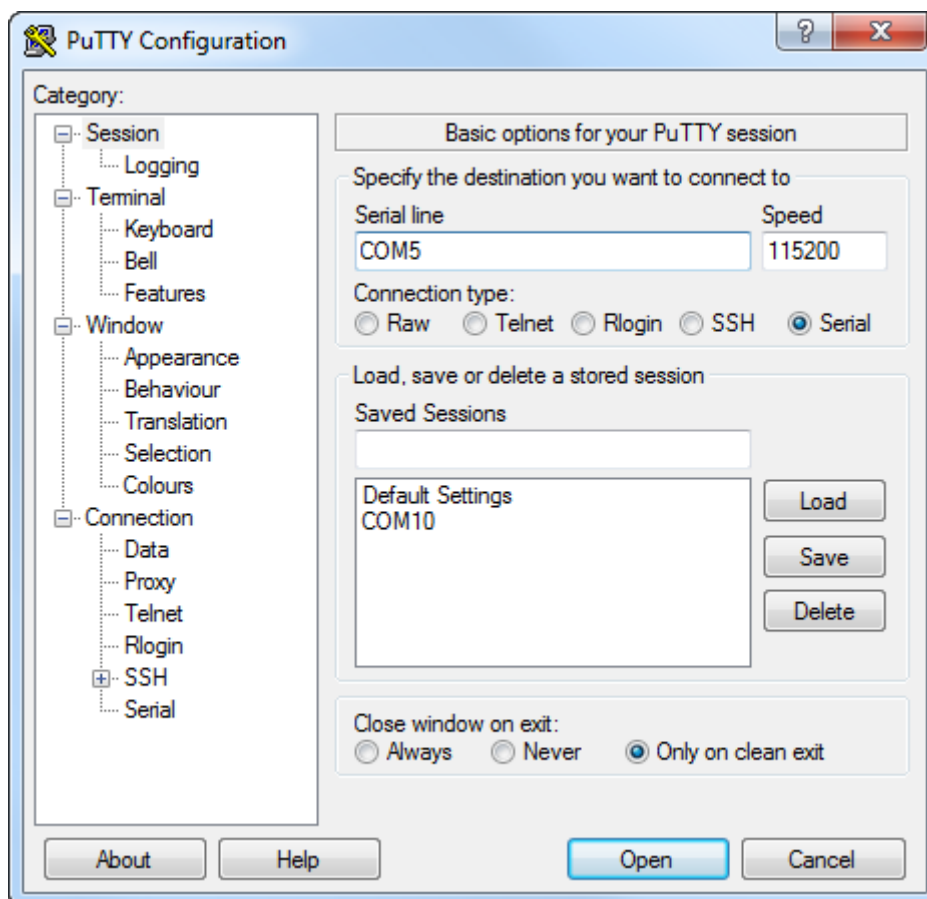 PuTTY Configuration
Category:
Session
Logging
Terminal
Keyboard
Bell
Features
Window
Appearance
Behaviour
Translation
Selection
Colours
Connection
Data
Proxy
Telnet
Rlogin
SSH
Serial
Basic options for your PuTTY session
Specify the destination you want to connect to
Serial line Speed
COM5 115200
Connection type:
Raw Telnet Rlogin SSH Serial
Load, save or delete a stored session
Saved Sessions
Default Settings
COM10
Load
Save
Delete
Close window on exit:
Always Never Only on clean exit
About Help Open Cancel